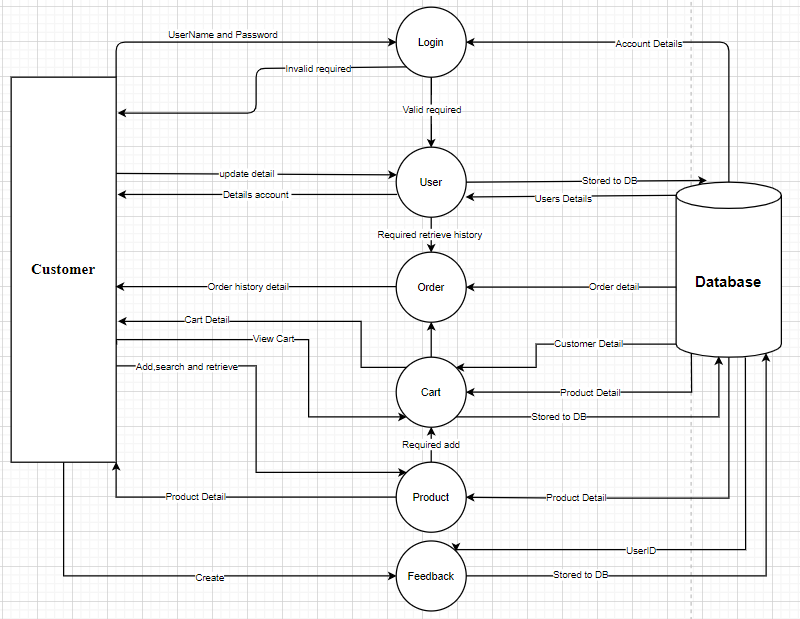 UserName and Password
Login
Account Details
Invalid required
Valid required
update detail
User
Stored to DB
Details account
Users Details
Required retrieve history
Customer
Database
Order history detail
Order
Order detail
Cart Detail
View Cart
Customer Detail
Add,search and retrieve
Cart
Product Detail
Stored to DB
Required add
Product Detail
Product
Product Detail
UserID
Create
Feedback
Stored to DB